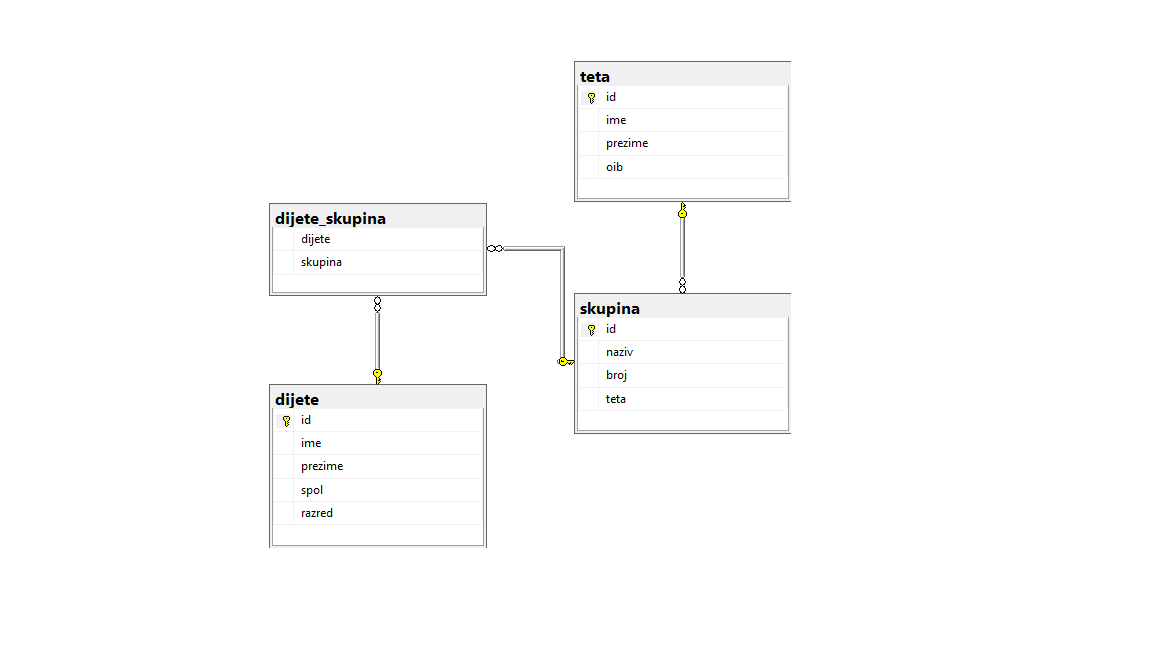 teta
id
ime
prezime
oib
dijete_skupina
dijete
skupina
skupina
id
naziv
broj
teta
dijete
id
ime
prezime
spol
razred